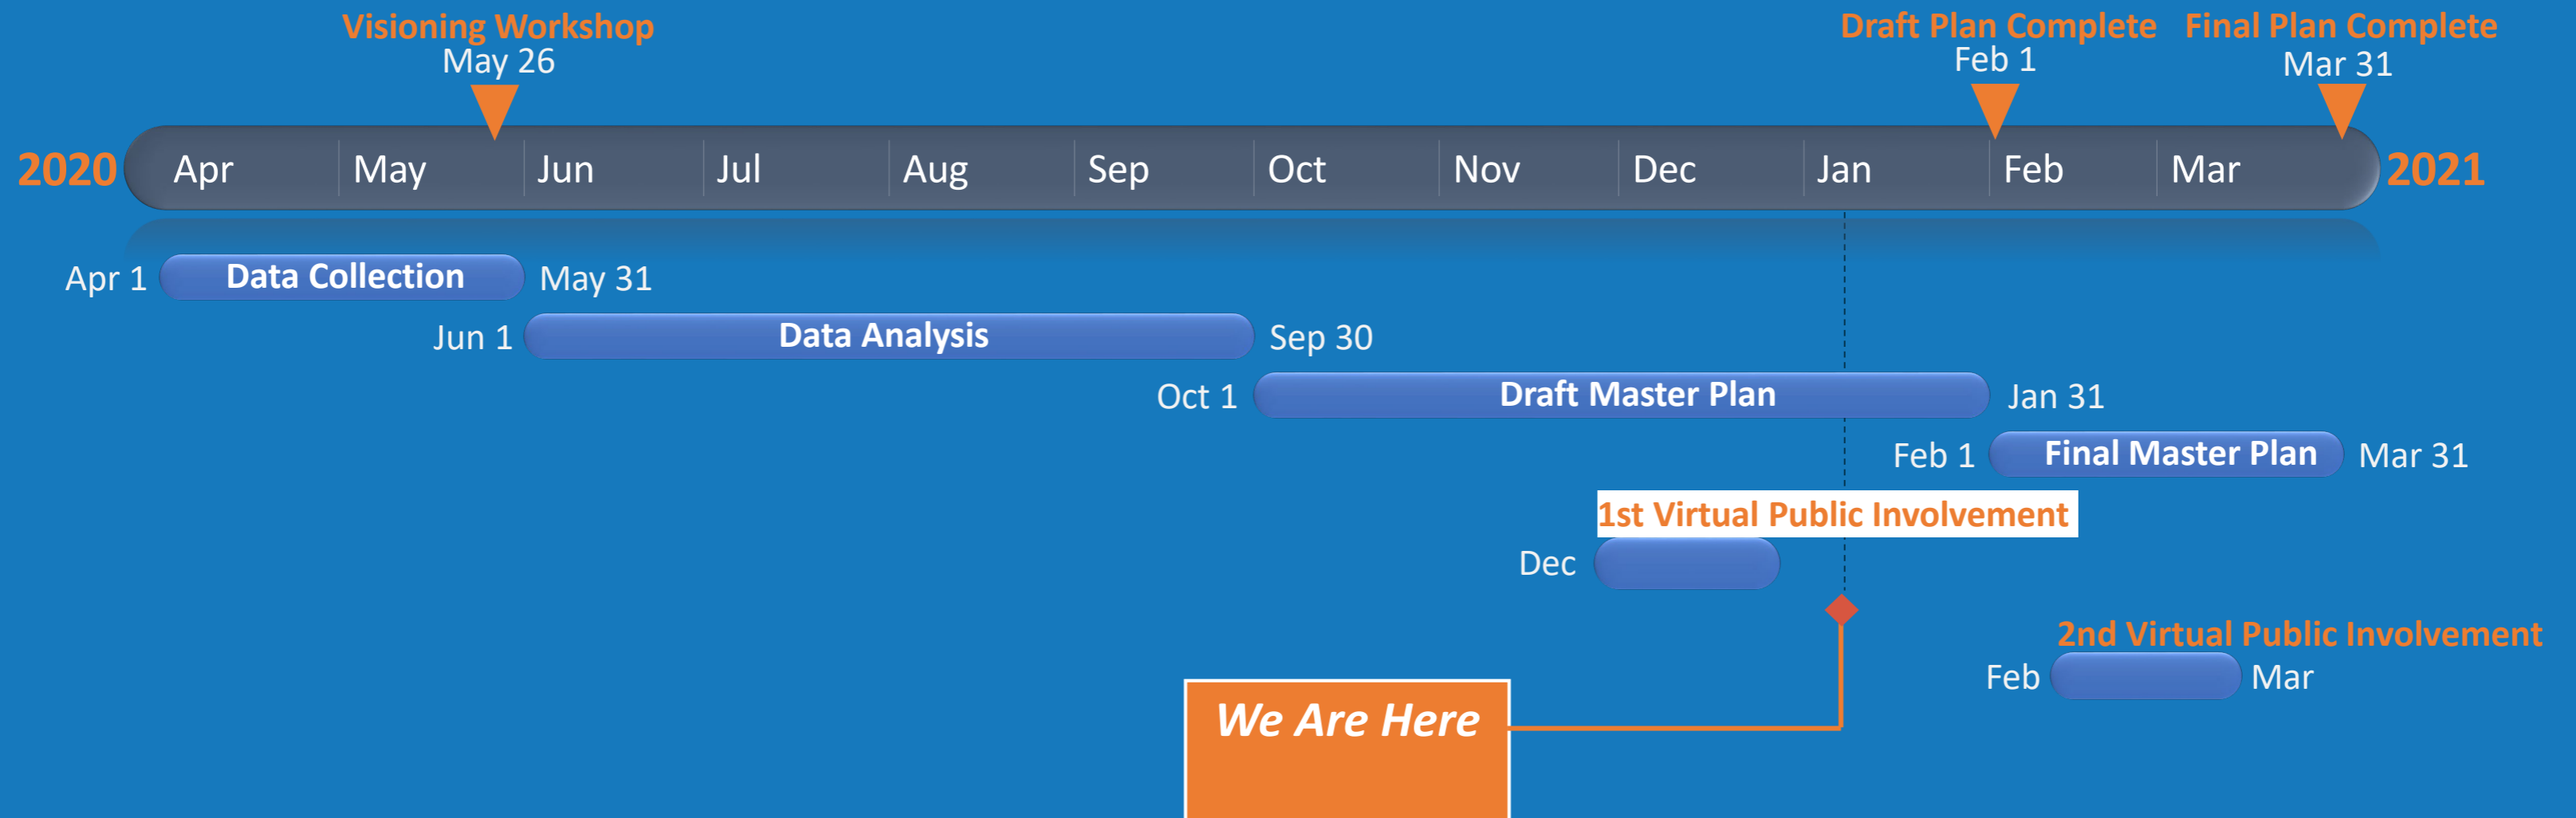 Visioning Workshop
May 26
Draft Plan Complete
Feb 1
Final Plan Complete
Mar 31
2020 Apr May Jun Jul Aug Sep Oct Nov Dec Jan Feb Mar 2021
Apr 1 Data Collection May 31
Jun 1 Data Analysis Sep 30
Oct 1 Draft Master Plan Jan 31
Feb 1 Final Master Plan Mar 31
1st Virtual Public Involvement
Dec
2nd Virtual Public Involvement
Feb Mar
We Are Here